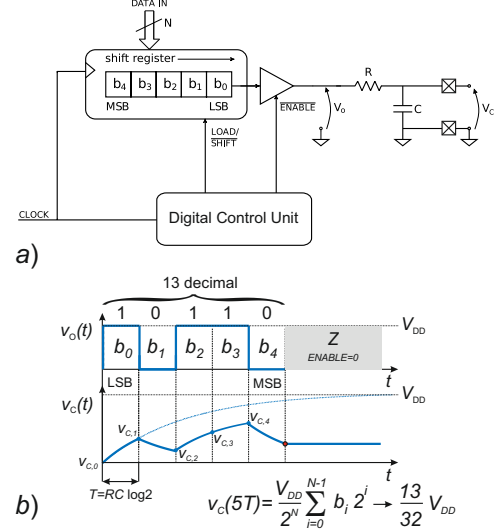 DATA IN
N
shift register
b4 b3 b2 b1 b0
MSB LSB
R
C
Vo
VC
ENABLE
LOAD/
SHIFT
Digital Control Unit
CLOCK
a)
13 decimal
1 0 1 1 0
vO(t)
VDD
b0 b1 b2 b3 b4
Z
ENABLE=0
t
LSB MSB
vC(t)
VDD
vC,0
vC,1
vC,2
vC,3
vC,4
t
T=RC log2
b)
vC(5T)= VDD/2^N ∑ i=0 N-1 bi 2^i → 13/32 VDD